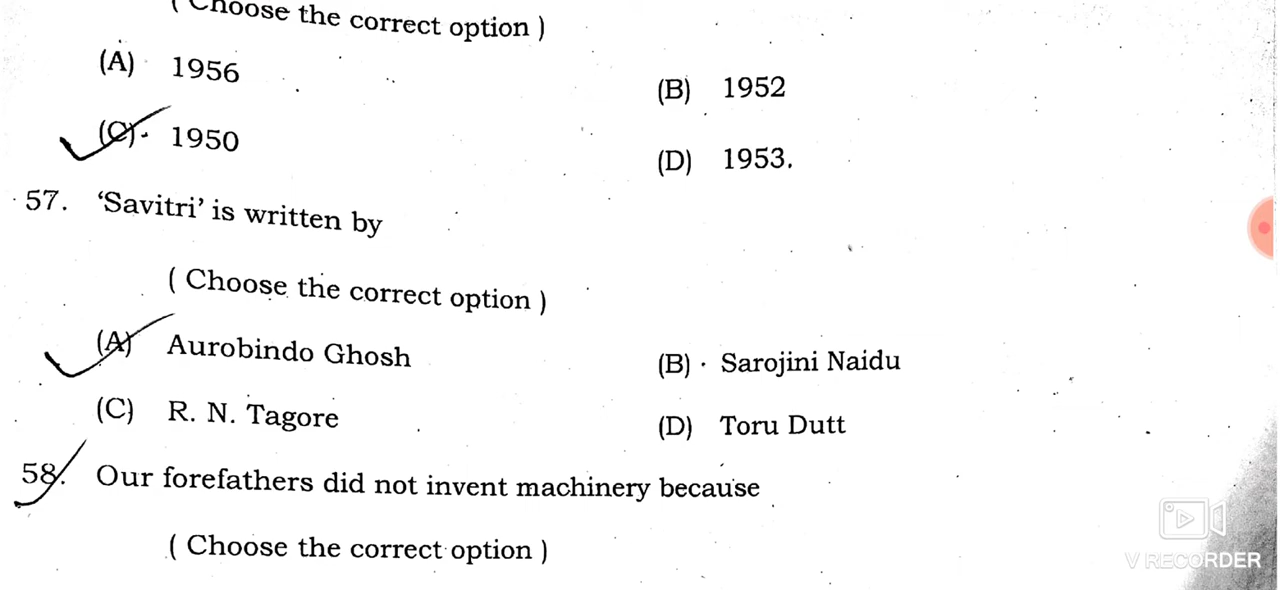 ( Choose the correct option )
(A) 1956
(B) 1952
(C) 1950
(D) 1953.
57. ‘Savitri’ is written by
( Choose the correct option )
(A) Aurobindo Ghosh
(B) Sarojini Naidu
(C) R. N. Tagore
(D) Toru Dutt
58. Our forefathers did not invent machinery because
( Choose the correct option )
V RECORDER